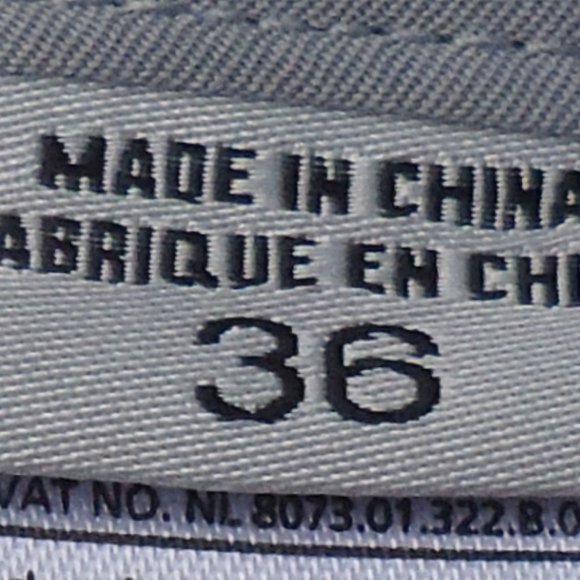 MADE IN CHINA
ABRIQUE EN CHI
36
VAT NO. NL 8073.01.322.B.0